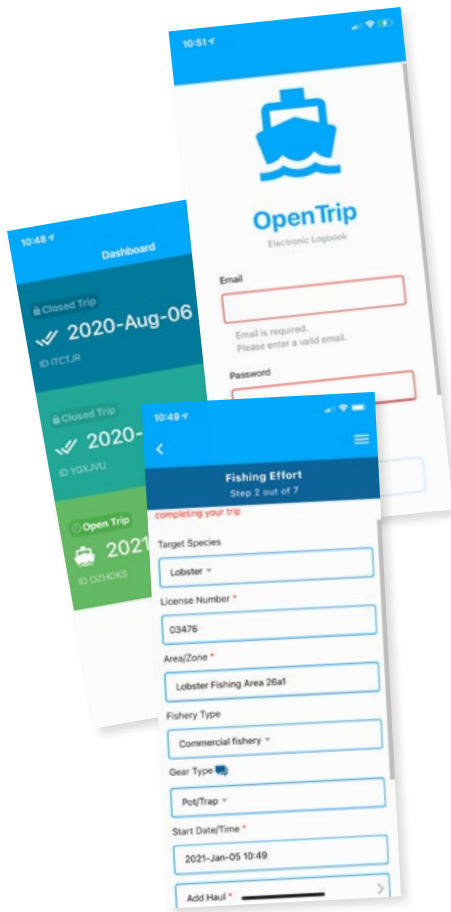 10:51
OpenTrip
Electronic Logbook
Email
Email is required.
Please enter a valid email.
Password
10:48
Dashboard
Closed Trip
2020-Aug-06
ID ITCTJR
Closed Trip
2020-
ID YGXJVU
Open Trip
2021
ID DZHOKS
10:49
Fishing Effort
Step 2 out of 7
completing your trip
Target Species
Lobster
License Number *
03476
Area/Zone *
Lobster Fishing Area 26a1
Fishery Type
Commercial fishery
Gear Type
Pot/Trap
Start Date/Time *
2021-Jan-05 10:49
Add Haul *